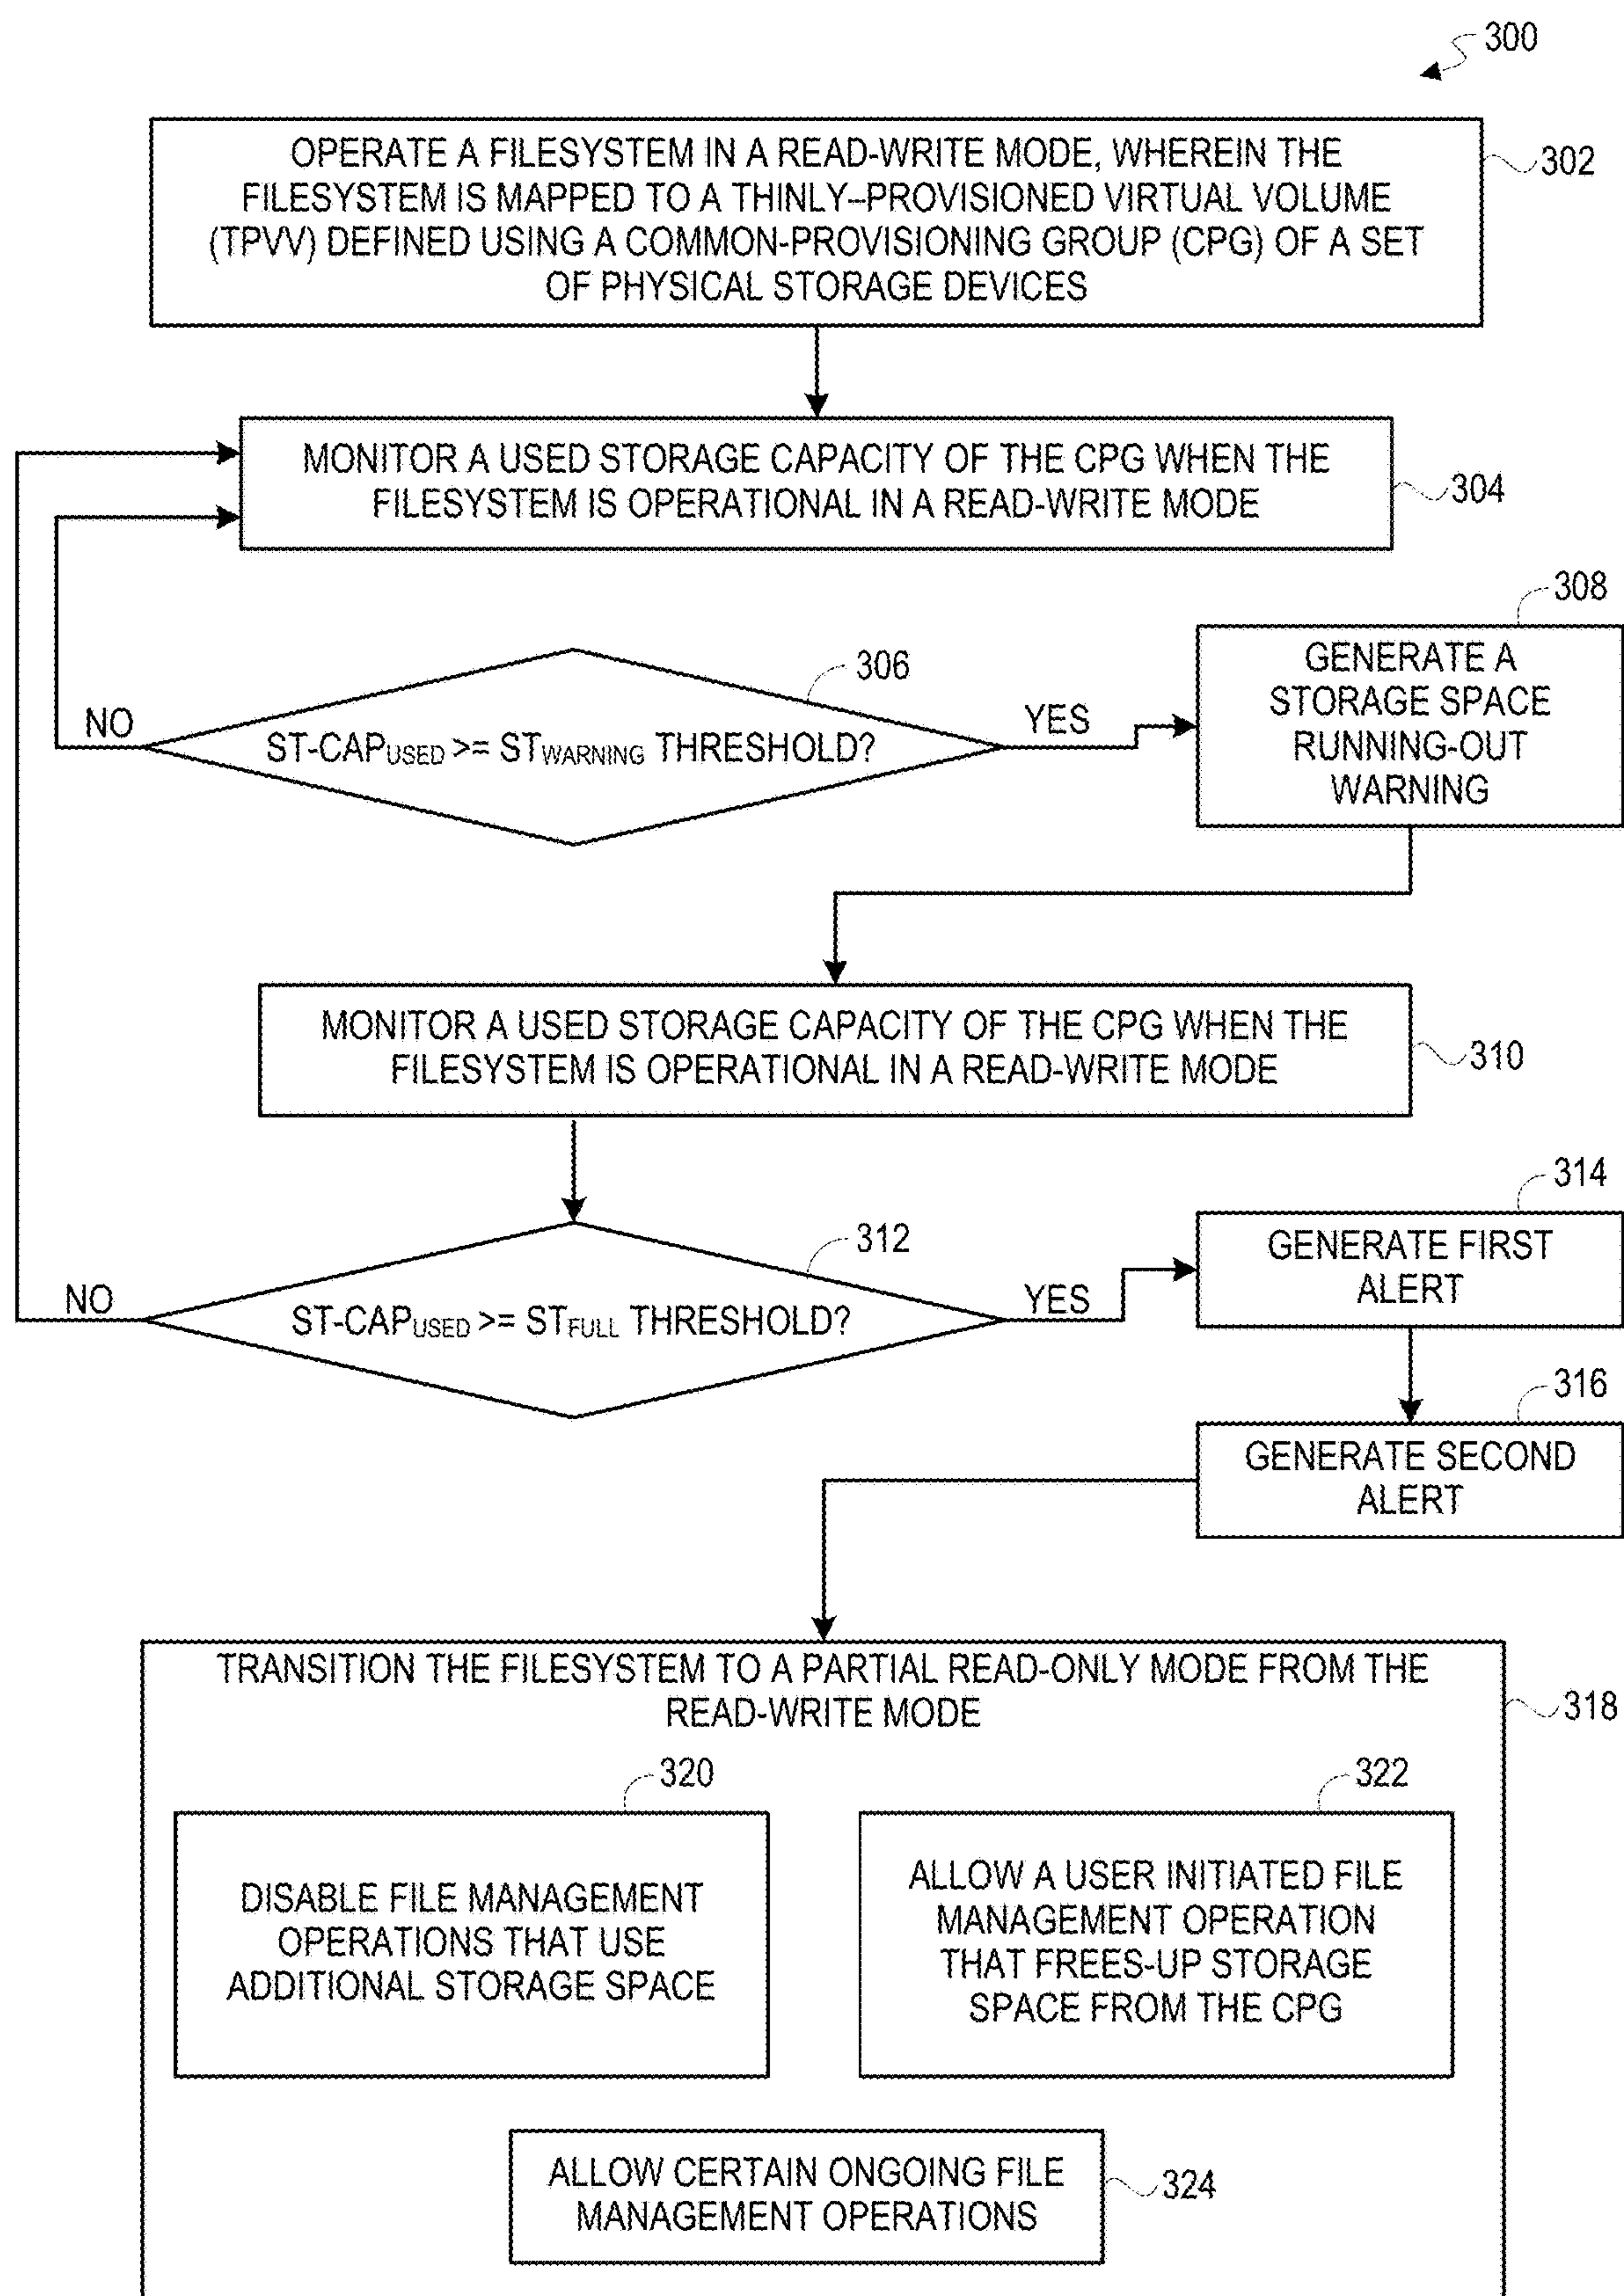 300
OPERATE A FILESYSTEM IN A READ-WRITE MODE, WHEREIN THE
FILESYSTEM IS MAPPED TO A THINLY–PROVISIONED VIRTUAL VOLUME
(TPVV) DEFINED USING A COMMON-PROVISIONING GROUP (CPG) OF A SET
OF PHYSICAL STORAGE DEVICES
302
MONITOR A USED STORAGE CAPACITY OF THE CPG WHEN THE
FILESYSTEM IS OPERATIONAL IN A READ-WRITE MODE
304
306
NO
ST-CAPUSED >= STWARNING THRESHOLD?
YES
308
GENERATE A
STORAGE SPACE
RUNNING-OUT
WARNING
MONITOR A USED STORAGE CAPACITY OF THE CPG WHEN THE
FILESYSTEM IS OPERATIONAL IN A READ-WRITE MODE
310
312
NO
ST-CAPUSED >= STFULL THRESHOLD?
YES
314
GENERATE FIRST
ALERT
316
GENERATE SECOND
ALERT
TRANSITION THE FILESYSTEM TO A PARTIAL READ-ONLY MODE FROM THE
READ-WRITE MODE
318
320
DISABLE FILE MANAGEMENT
OPERATIONS THAT USE
ADDITIONAL STORAGE SPACE
322
ALLOW A USER INITIATED FILE
MANAGEMENT OPERATION
THAT FREES-UP STORAGE
SPACE FROM THE CPG
ALLOW CERTAIN ONGOING FILE
MANAGEMENT OPERATIONS
324